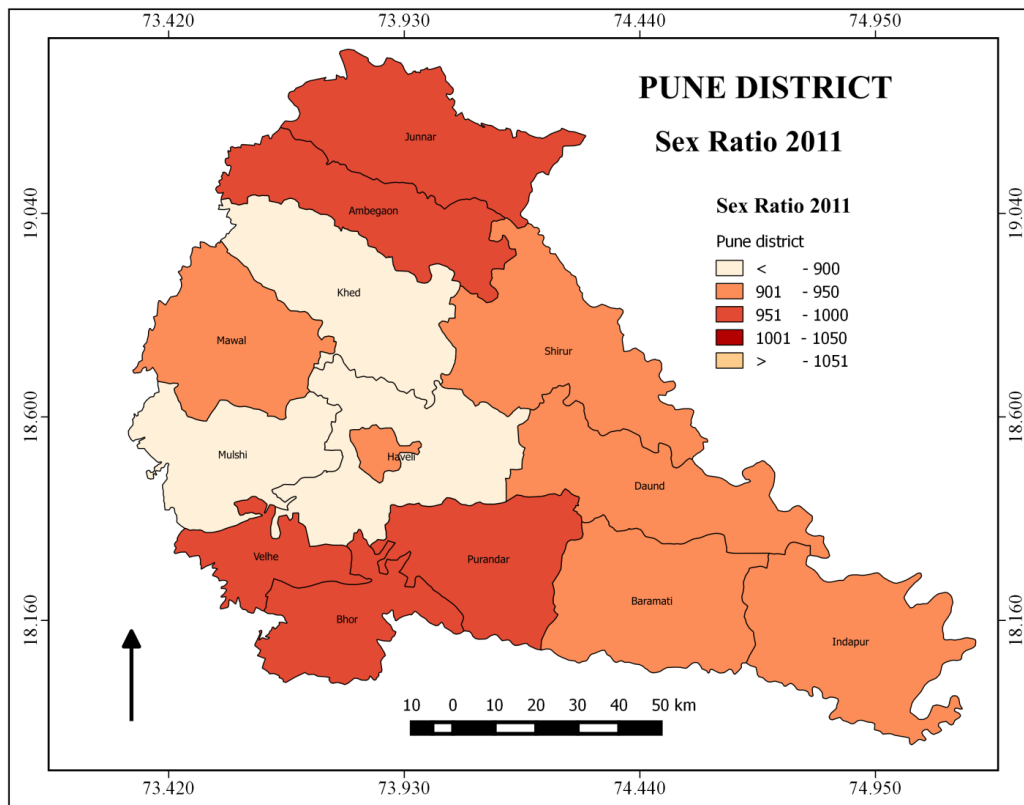 73.420 73.930 74.440 74.950
PUNE DISTRICT
Sex Ratio 2011
Junnar
Sex Ratio 2011
19.040 19.040
Ambegaon
Pune district
< - 900
901 - 950
951 - 1000
1001 - 1050
> - 1051
Khed
Mawal
Shirur
18.600 18.600
Mulshi
Haveli
Daund
Velhe
Purandar
Baramati
18.160 18.160
Bhor
Indapur
10 0 10 20 30 40 50 km
73.420 73.930 74.440 74.950